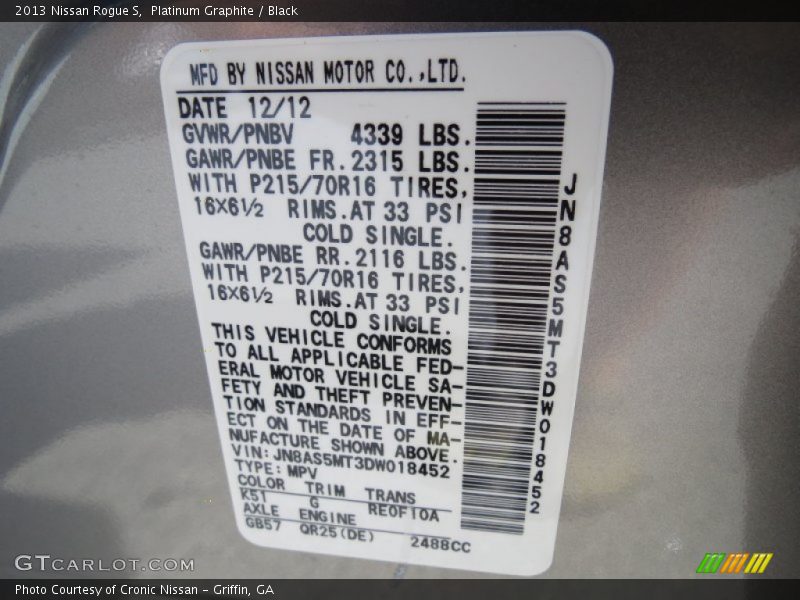 2013 Nissan Rogue S, Platinum Graphite / Black
MFD BY NISSAN MOTOR CO.,LTD.
DATE 12/12
GVWR/PNBV 4339 LBS.
GAWR/PNBE FR.2315 LBS.
WITH P215/70R16 TIRES,
16X6½ RIMS.AT 33 PSI
COLD SINGLE.
GAWR/PNBE RR.2116 LBS.
WITH P215/70R16 TIRES,
16X6½ RIMS.AT 33 PSI
COLD SINGLE.
THIS VEHICLE CONFORMS
TO ALL APPLICABLE FED-
ERAL MOTOR VEHICLE SA-
FETY AND THEFT PREVEN-
TION STANDARDS IN EFF-
ECT ON THE DATE OF MA-
NUFACTURE SHOWN ABOVE.
VIN:JN8AS5MT3DW018452
TYPE:MPV
COLOR TRIM TRANS
K51 G RE0F10A
AXLE ENGINE
GB57 QR25(DE) 2488CC
JN8AS5MT3DW018452
GTCARLOT.COM
Photo Courtesy of Cronic Nissan - Griffin, GA